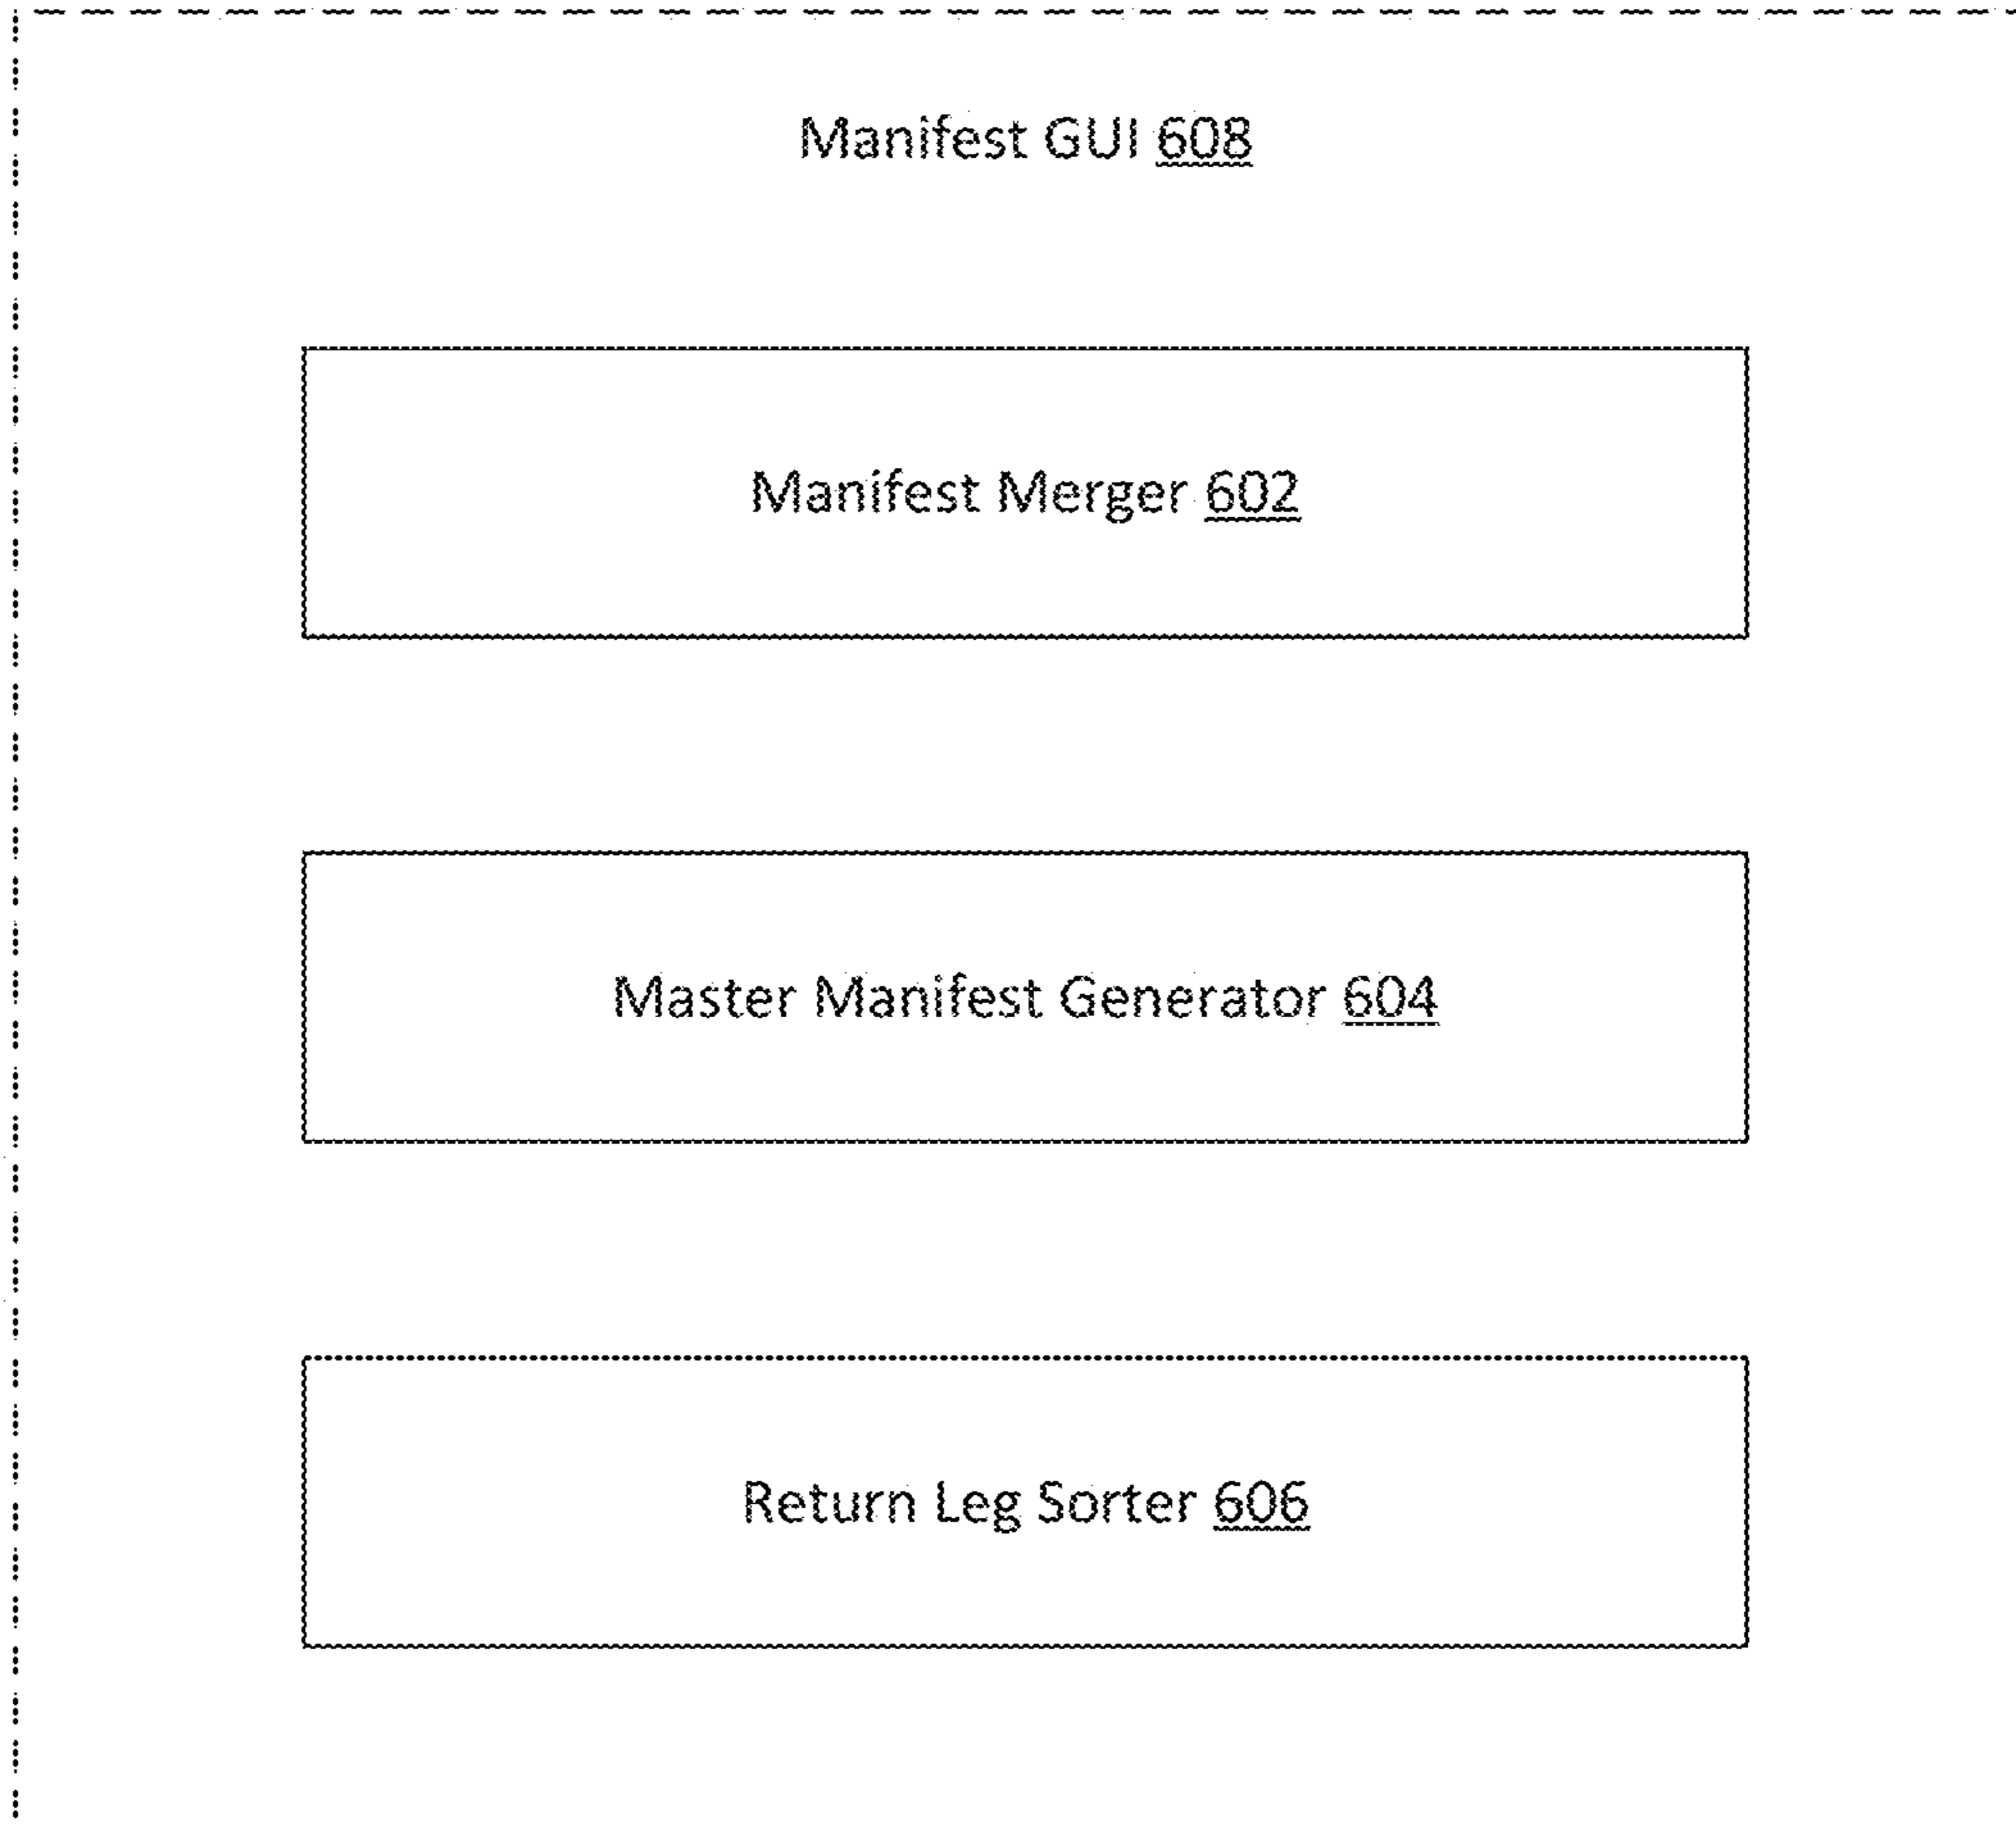 Manifest GUI 608
Manifest Merger 602
Master Manifest Generator 604
Return Leg Sorter 606